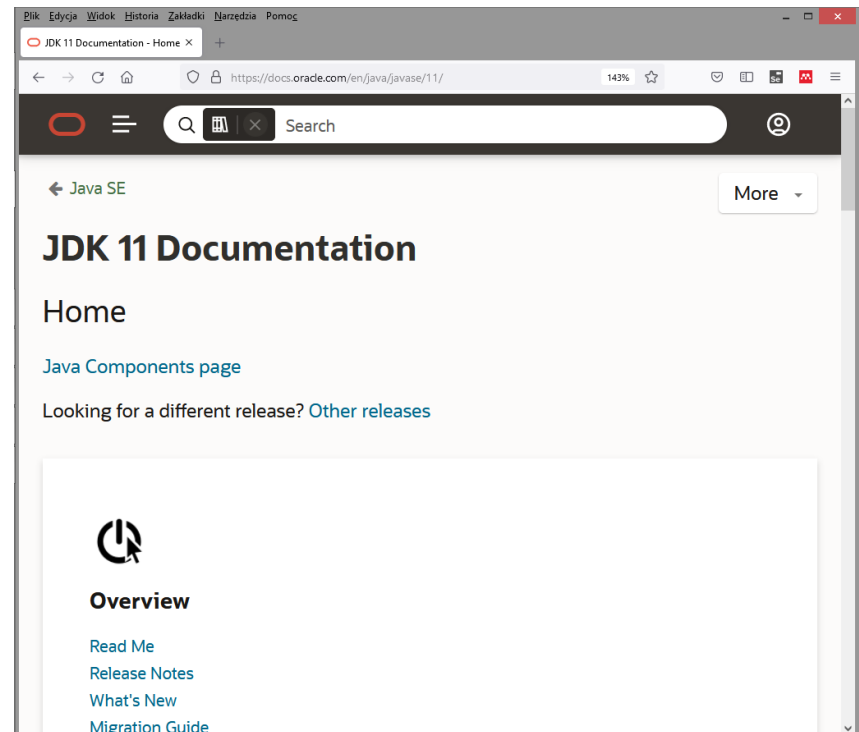 Plik Edycja Widok Historia Zakładki Narzędzia Pomoc
JDK 11 Documentation - Home
https://docs.oracle.com/en/java/javase/11/ 143%
Se
Search
Java SE
More
JDK 11 Documentation
Home
Java Components page
Looking for a different release? Other releases
Overview
Read Me
Release Notes
What's New
Migration Guide